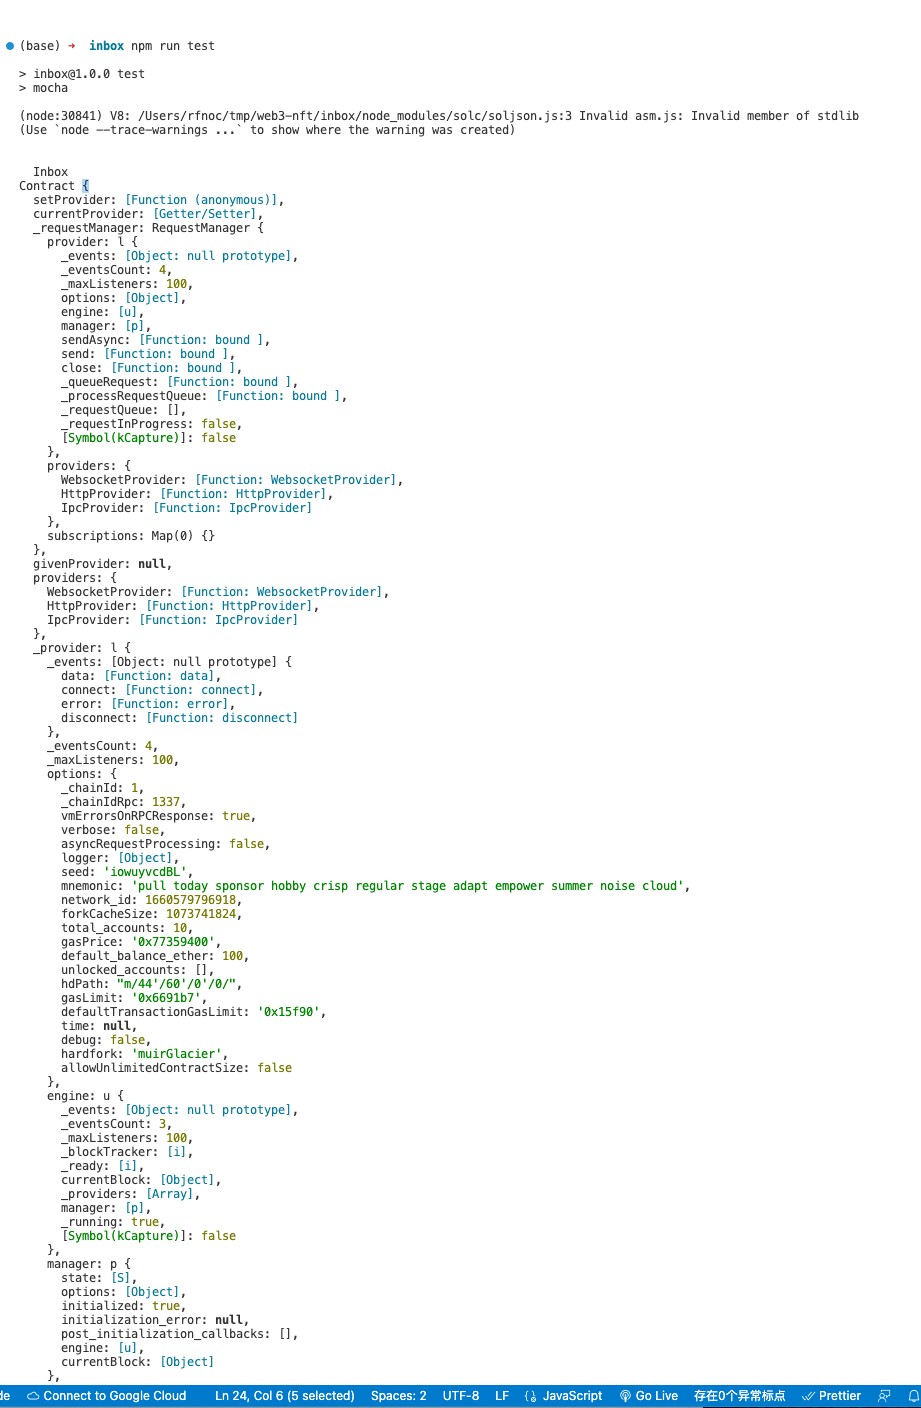 (base) ➜ inbox npm run test
> inbox@1.0.0 test
> mocha
(node:30841) V8: /Users/rfnoc/tmp/web3-nft/inbox/node_modules/solc/soljson.js:3 Invalid asm.js: Invalid member of stdlib
(Use `node --trace-warnings ...` to show where the warning was created)
Inbox
Contract {
setProvider: [Function (anonymous)],
currentProvider: [Getter/Setter],
_requestManager: RequestManager {
provider: l {
_events: [Object: null prototype],
_eventsCount: 4,
_maxListeners: 100,
options: [Object],
engine: [u],
manager: [p],
sendAsync: [Function: bound ],
send: [Function: bound ],
close: [Function: bound ],
_queueRequest: [Function: bound ],
_processRequestQueue: [Function: bound ],
_requestQueue: [],
_requestInProgress: false,
[Symbol(kCapture)]: false
},
providers: {
WebsocketProvider: [Function: WebsocketProvider],
HttpProvider: [Function: HttpProvider],
IpcProvider: [Function: IpcProvider]
},
subscriptions: Map(0) {}
},
givenProvider: null,
providers: {
WebsocketProvider: [Function: WebsocketProvider],
HttpProvider: [Function: HttpProvider],
IpcProvider: [Function: IpcProvider]
},
_provider: l {
_events: [Object: null prototype] {
data: [Function: data],
connect: [Function: connect],
error: [Function: error],
disconnect: [Function: disconnect]
},
_eventsCount: 4,
_maxListeners: 100,
options: {
_chainId: 1,
_chainIdRpc: 1337,
vmErrorsOnRPCResponse: true,
verbose: false,
asyncRequestProcessing: false,
logger: [Object],
seed: 'iowuyvcdBL',
mnemonic: 'pull today sponsor hobby crisp regular stage adapt empower summer noise cloud',
network_id: 1660579796918,
forkCacheSize: 1073741824,
total_accounts: 10,
gasPrice: '0x77359400',
default_balance_ether: 100,
unlocked_accounts: [],
hdPath: "m/44'/60'/0'/0/",
gasLimit: '0x6691b7',
defaultTransactionGasLimit: '0x15f90',
time: null,
debug: false,
hardfork: 'muirGlacier',
allowUnlimitedContractSize: false
},
engine: u {
_events: [Object: null prototype],
_eventsCount: 3,
_maxListeners: 100,
_blockTracker: [i],
_ready: [i],
currentBlock: [Object],
_providers: [Array],
manager: [p],
_running: true,
[Symbol(kCapture)]: false
},
manager: p {
state: [S],
options: [Object],
initialized: true,
initialization_error: null,
post_initialization_callbacks: [],
engine: [u],
currentBlock: [Object]
},
de Connect to Google Cloud Ln 24, Col 6 (5 selected) Spaces: 2 UTF-8 LF JavaScript Go Live 存在0个异常标点 Prettier